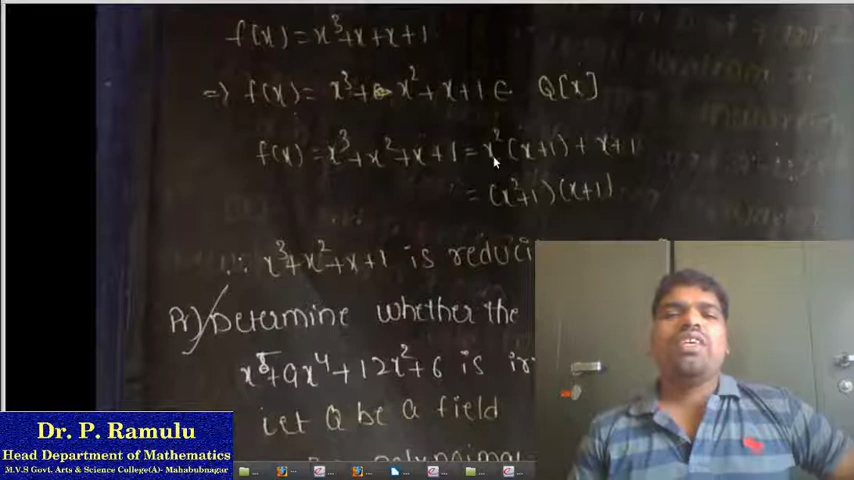 f(x) = x³+x+x+1
⇒ f(x) = x³+ x²+x+1 ∈ Q[x]
f(x) = x³+x²+x+1 = x²(x+1)+x+1
= (x²+1)(x+1)
∴ x³+x²+x+1 is reduci
Determine whether the
x⁵+9x⁴+12x²+6 is ir
Let Q be a field
polynomial
Dr. P. Ramulu
Head Department of Mathematics
M.V.S Govt. Arts & Science College(A)- Mahabubnagar